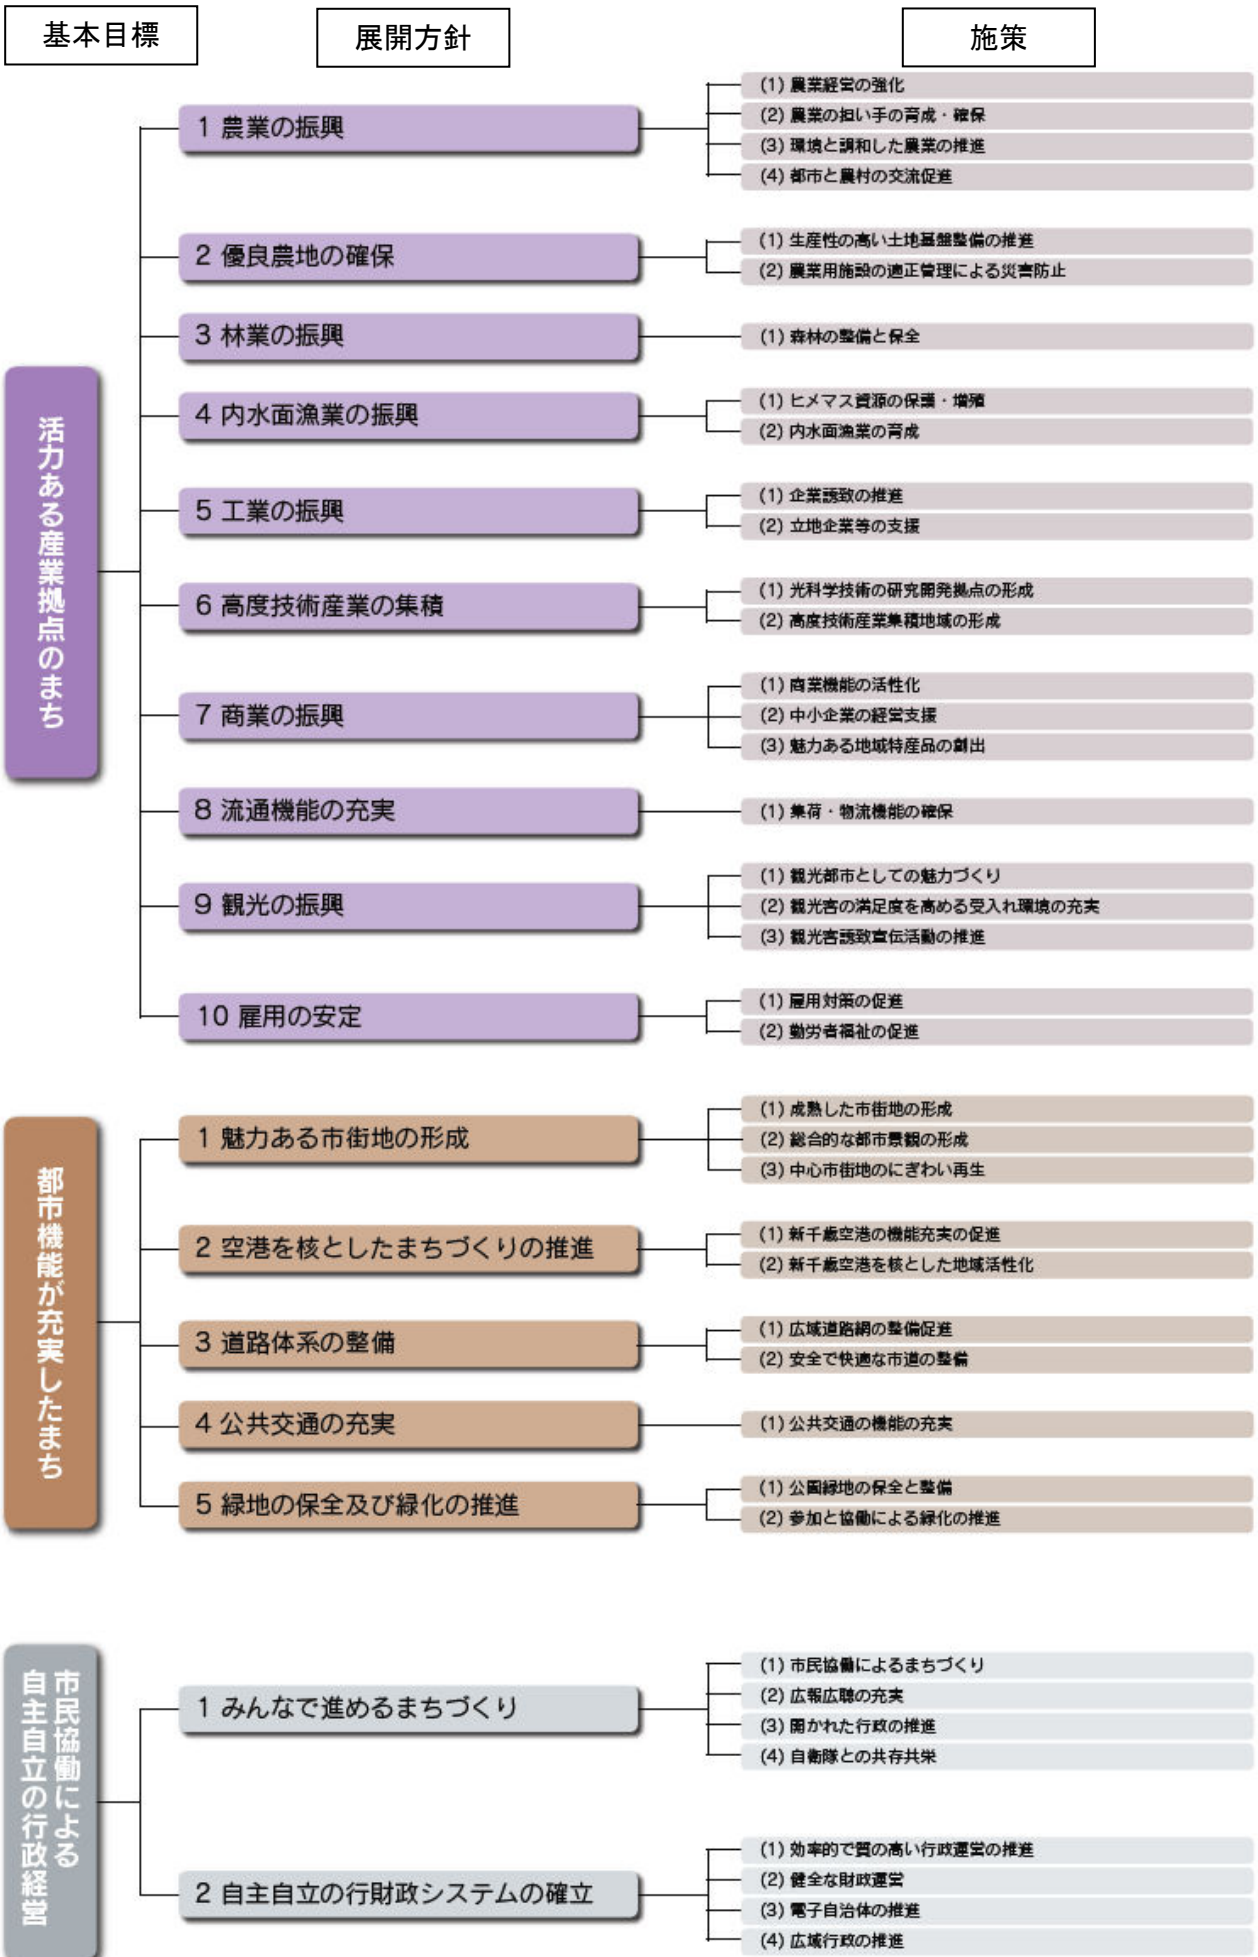 基本目標
展開方針
施策
活力ある産業拠点のまち
1 農業の振興
(1) 農業経営の強化
(2) 農業の担い手の育成・確保
(3) 環境と調和した農業の推進
(4) 都市と農村の交流促進
2 優良農地の確保
(1) 生産性の高い土地基盤整備の推進
(2) 農業用施設の適正管理による災害防止
3 林業の振興
(1) 森林の整備と保全
4 内水面漁業の振興
(1) ヒメマス資源の保護・増殖
(2) 内水面漁業の育成
5 工業の振興
(1) 企業誘致の推進
(2) 立地企業等の支援
6 高度技術産業の集積
(1) 光科学技術の研究開発拠点の形成
(2) 高度技術産業集積地域の形成
7 商業の振興
(1) 商業機能の活性化
(2) 中小企業の経営支援
(3) 魅力ある地域特産品の創出
8 流通機能の充実
(1) 集荷・物流機能の確保
9 観光の振興
(1) 観光都市としての魅力づくり
(2) 観光客の満足度を高める受入れ環境の充実
(3) 観光客誘致宣伝活動の推進
10 雇用の安定
(1) 雇用対策の促進
(2) 勤労者福祉の促進
都市機能が充実したまち
1 魅力ある市街地の形成
(1) 成熟した市街地の形成
(2) 総合的な都市景観の形成
(3) 中心市街地のにぎわい再生
2 空港を核としたまちづくりの推進
(1) 新千歳空港の機能充実の促進
(2) 新千歳空港を核とした地域活性化
3 道路体系の整備
(1) 広域道路網の整備促進
(2) 安全で快適な市道の整備
4 公共交通の充実
(1) 公共交通の機能の充実
5 緑地の保全及び緑化の推進
(1) 公園緑地の保全と整備
(2) 参加と協働による緑化の推進
市民協働による
自主自立の行政経営
1 みんなで進めるまちづくり
(1) 市民協働によるまちづくり
(2) 広報広聴の充実
(3) 開かれた行政の推進
(4) 自衛隊との共存共栄
2 自主自立の行財政システムの確立
(1) 効率的で質の高い行政運営の推進
(2) 健全な財政運営
(3) 電子自治体の推進
(4) 広域行政の推進